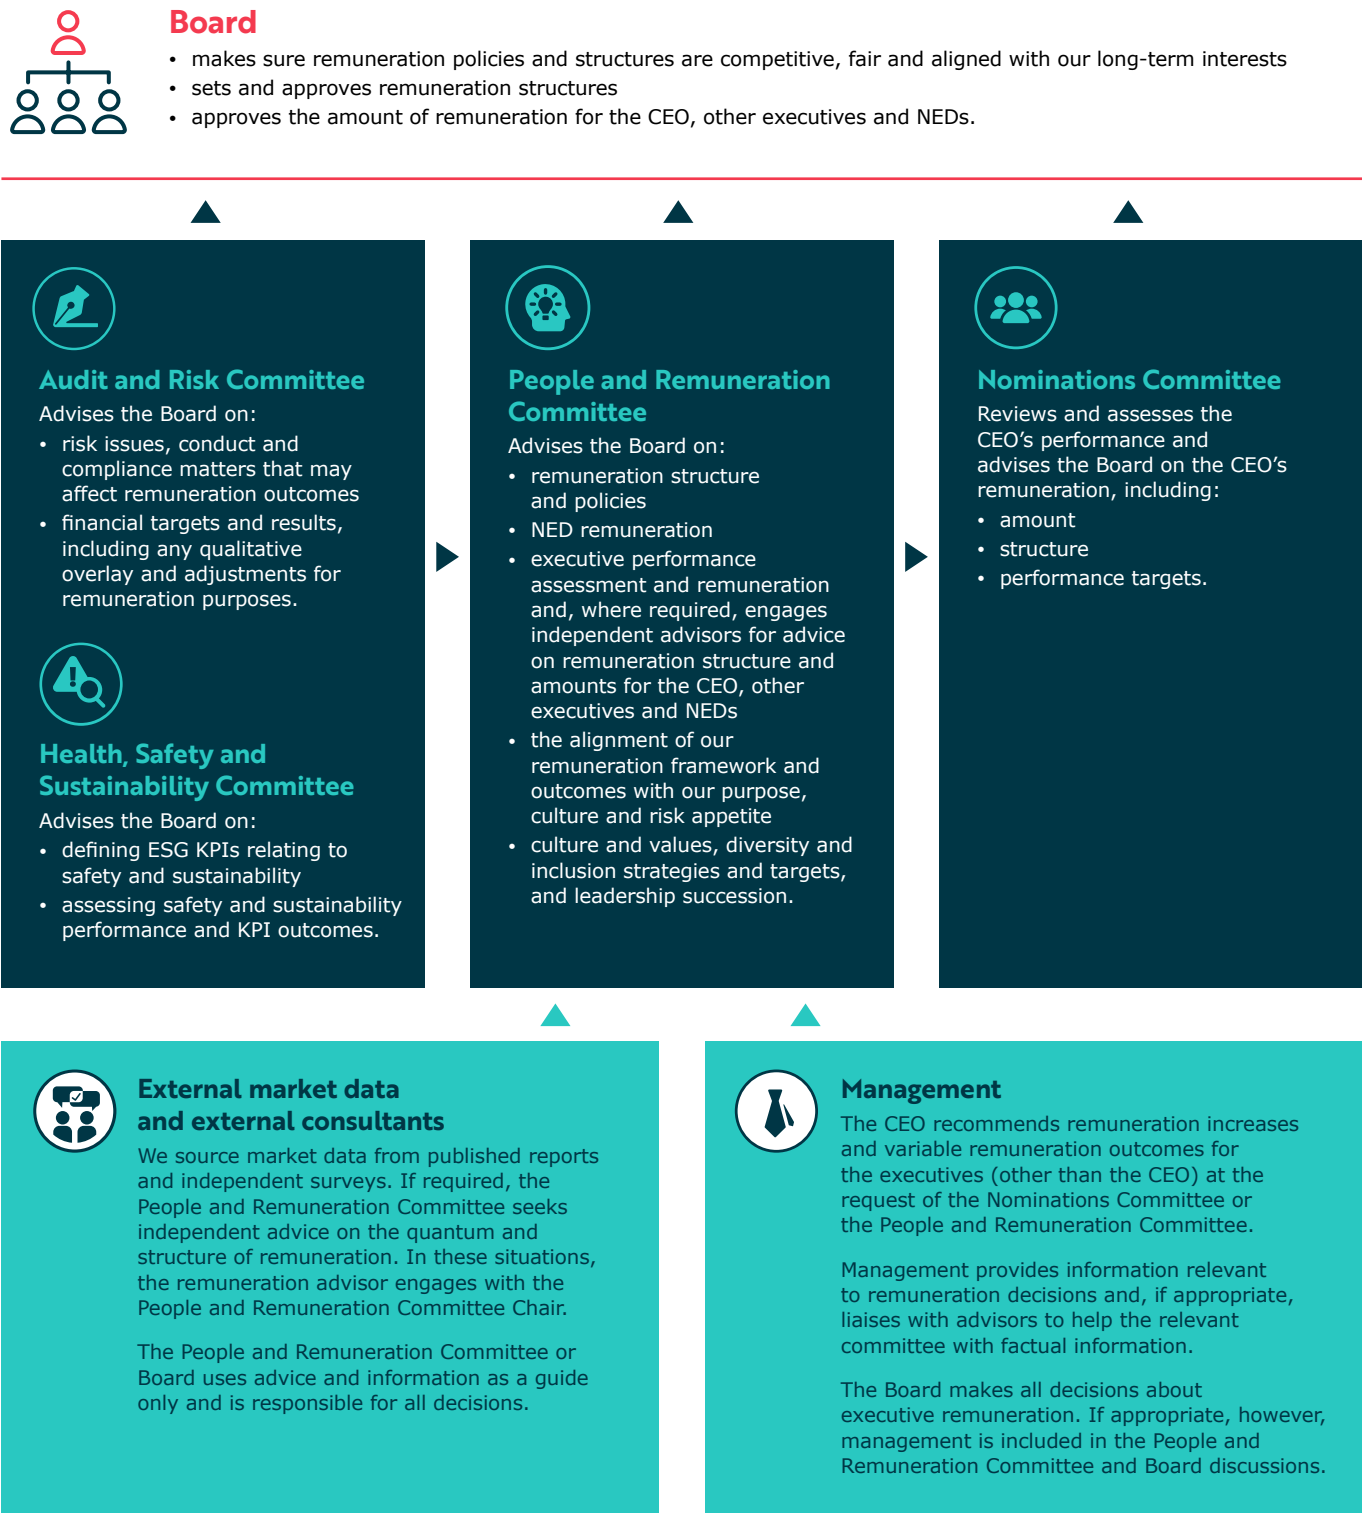 Board
• makes sure remuneration policies and structures are competitive, fair and aligned with our long-term interests
• sets and approves remuneration structures
• approves the amount of remuneration for the CEO, other executives and NEDs.
Audit and Risk Committee
Advises the Board on:
• risk issues, conduct and
compliance matters that may
affect remuneration outcomes
• financial targets and results,
including any qualitative
overlay and adjustments for
remuneration purposes.
Health, Safety and
Sustainability Committee
Advises the Board on:
• defining ESG KPIs relating to
safety and sustainability
• assessing safety and sustainability
performance and KPI outcomes.
People and Remuneration
Committee
Advises the Board on:
• remuneration structure
and policies
• NED remuneration
• executive performance
assessment and remuneration
and, where required, engages
independent advisors for advice
on remuneration structure and
amounts for the CEO, other
executives and NEDs
• the alignment of our
remuneration framework and
outcomes with our purpose,
culture and risk appetite
• culture and values, diversity and
inclusion strategies and targets,
and leadership succession.
Nominations Committee
Reviews and assesses the
CEO’s performance and
advises the Board on the CEO’s
remuneration, including:
• amount
• structure
• performance targets.
External market data
and external consultants
We source market data from published reports
and independent surveys. If required, the
People and Remuneration Committee seeks
independent advice on the quantum and
structure of remuneration. In these situations,
the remuneration advisor engages with the
People and Remuneration Committee Chair.
The People and Remuneration Committee or
Board uses advice and information as a guide
only and is responsible for all decisions.
Management
The CEO recommends remuneration increases
and variable remuneration outcomes for
the executives (other than the CEO) at the
request of the Nominations Committee or
the People and Remuneration Committee.
Management provides information relevant
to remuneration decisions and, if appropriate,
liaises with advisors to help the relevant
committee with factual information.
The Board makes all decisions about
executive remuneration. If appropriate, however,
management is included in the People and
Remuneration Committee and Board discussions.